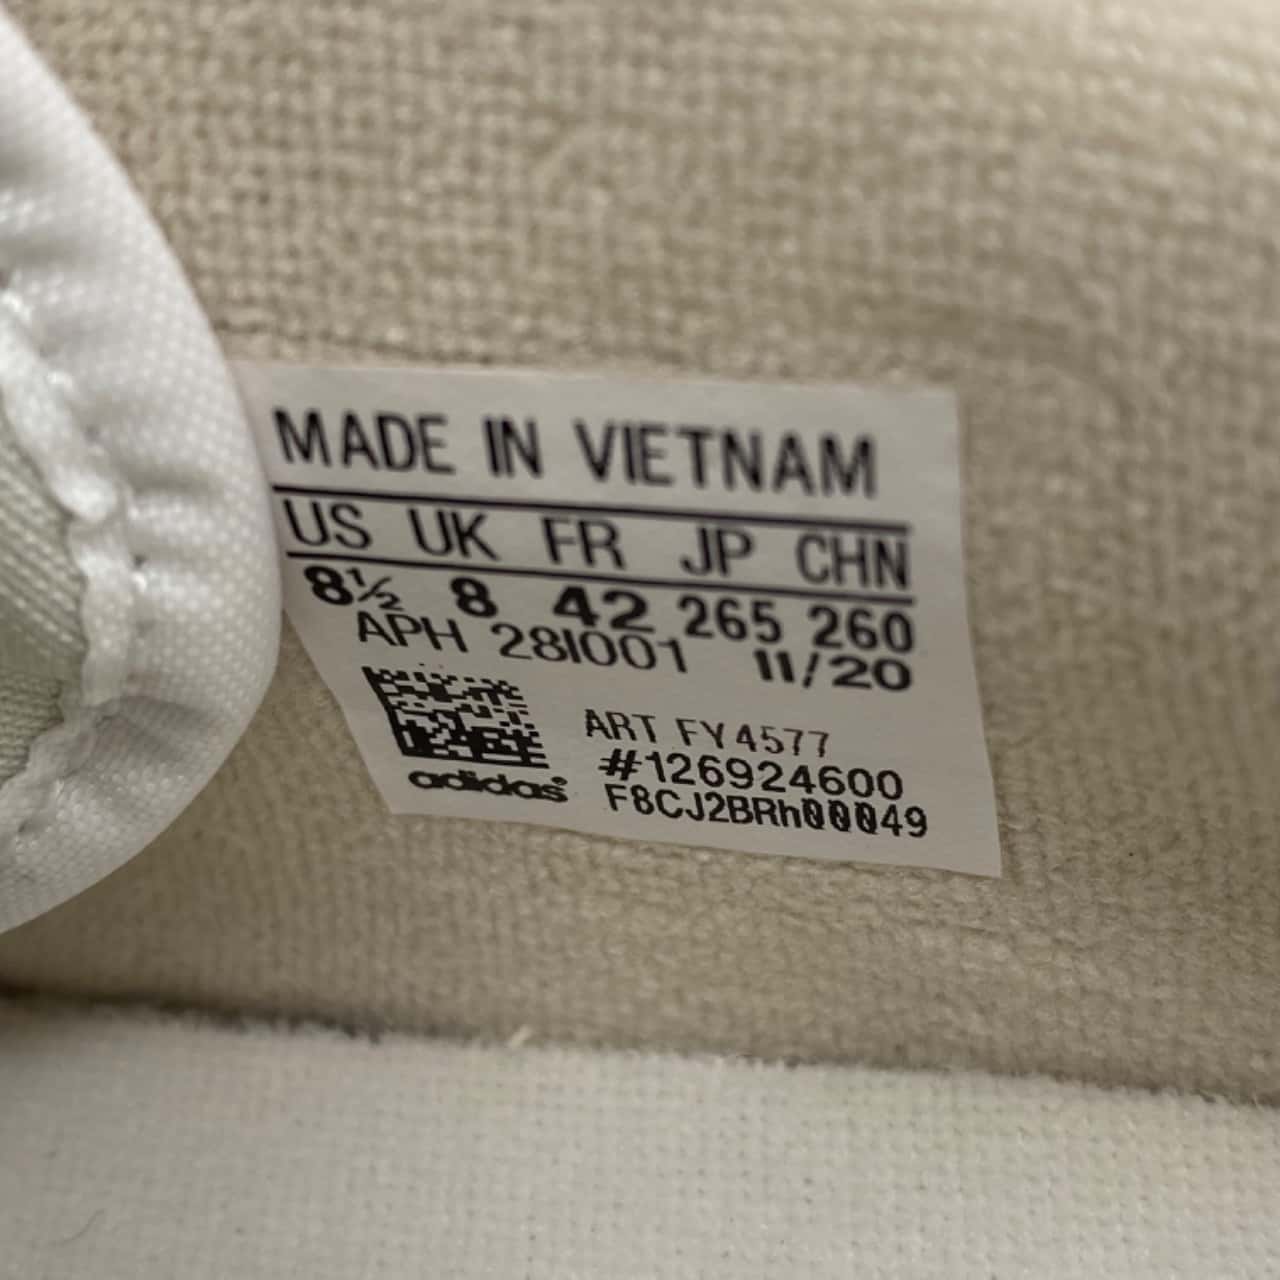 MADE IN VIETNAM
US UK FR JP CHN
8½ 8 42 265 260
APH 28I001 11/20
ART FY4577
#126924600
adidas® F8CJ2BRh00049